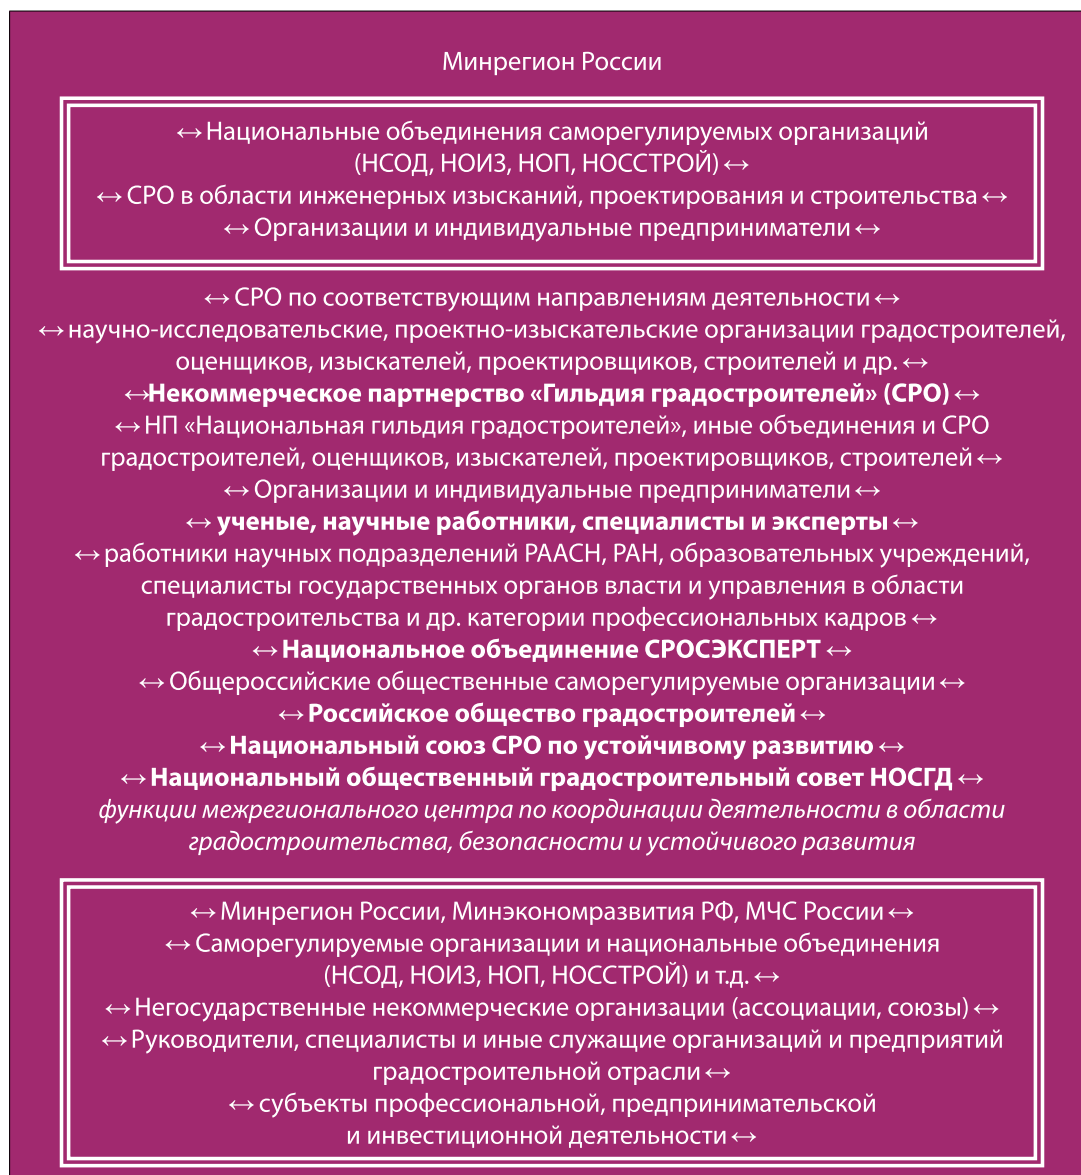 Минрегион России
↔ Национальные объединения саморегулируемых организаций
(НСОД, НОИЗ, НОП, НОССТРОЙ) ↔
↔ СРО в области инженерных изысканий, проектирования и строительства ↔
↔ Организации и индивидуальные предприниматели ↔
↔ СРО по соответствующим направлениям деятельности ↔
↔ научно-исследовательские, проектно-изыскательские организации градостроителей,
оценщиков, изыскателей, проектировщиков, строителей и др. ↔
↔Некоммерческое партнерство «Гильдия градостроителей» (СРО) ↔
↔ НП «Национальная гильдия градостроителей», иные объединения и СРО
градостроителей, оценщиков, изыскателей, проектировщиков, строителей ↔
↔ Организации и индивидуальные предприниматели ↔
↔ ученые, научные работники, специалисты и эксперты ↔
↔ работники научных подразделений РААСН, РАН, образовательных учреждений,
специалисты государственных органов власти и управления в области
градостроительства и др. категории профессиональных кадров ↔
↔ Национальное объединение СРОСЭКСПЕРТ ↔
↔ Общероссийские общественные саморегулируемые организации ↔
↔ Российское общество градостроителей ↔
↔ Национальный союз СРО по устойчивому развитию ↔
↔ Национальный общественный градостроительный совет НОСГД ↔
функции межрегионального центра по координации деятельности в области
градостроительства, безопасности и устойчивого развития
↔ Минрегион России, Минэкономразвития РФ, МЧС России ↔
↔ Саморегулируемые организации и национальные объединения
(НСОД, НОИЗ, НОП, НОССТРОЙ) и т.д. ↔
↔ Негосударственные некоммерческие организации (ассоциации, союзы) ↔
↔ Руководители, специалисты и иные служащие организаций и предприятий
градостроительной отрасли ↔
↔ субъекты профессиональной, предпринимательской
и инвестиционной деятельности ↔